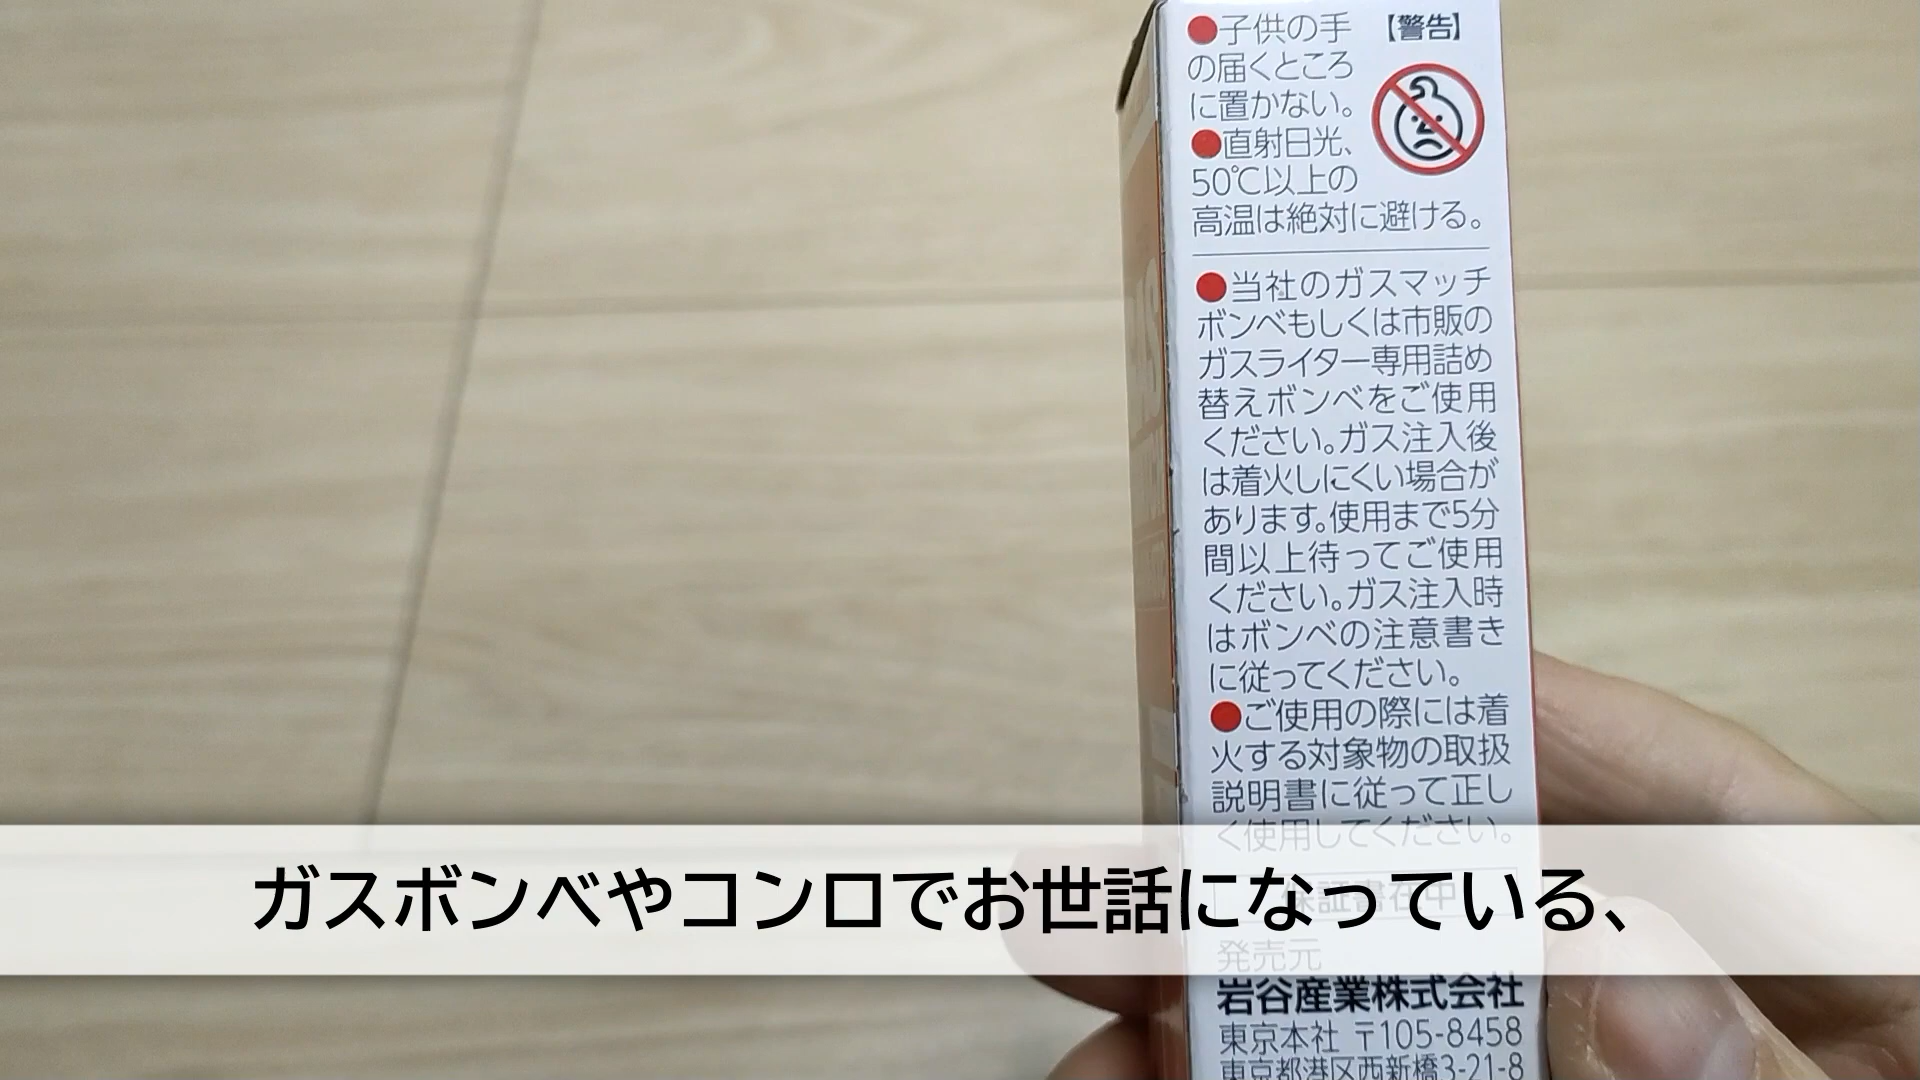 ●子供の手
の届くところ
に置かない。
【警告】
●直射日光、
50℃以上の
高温は絶対に避ける。
●当社のガスマッチ
ボンベもしくは市販の
ガスライター専用詰め
替えボンベをご使用
ください。ガス注入後
は着火しにくい場合が
あります。使用まで5分
間以上待ってご使用
ください。ガス注入時
はボンベの注意書き
に従ってください。
●ご使用の際には着
火する対象物の取扱
説明書に従って正し
く使用してください。
保証書在中
ガスボンベやコンロでお世話になっている、
発売元
岩谷産業株式会社
東京本社 〒105-8458
東京都港区西新橋3-21-8